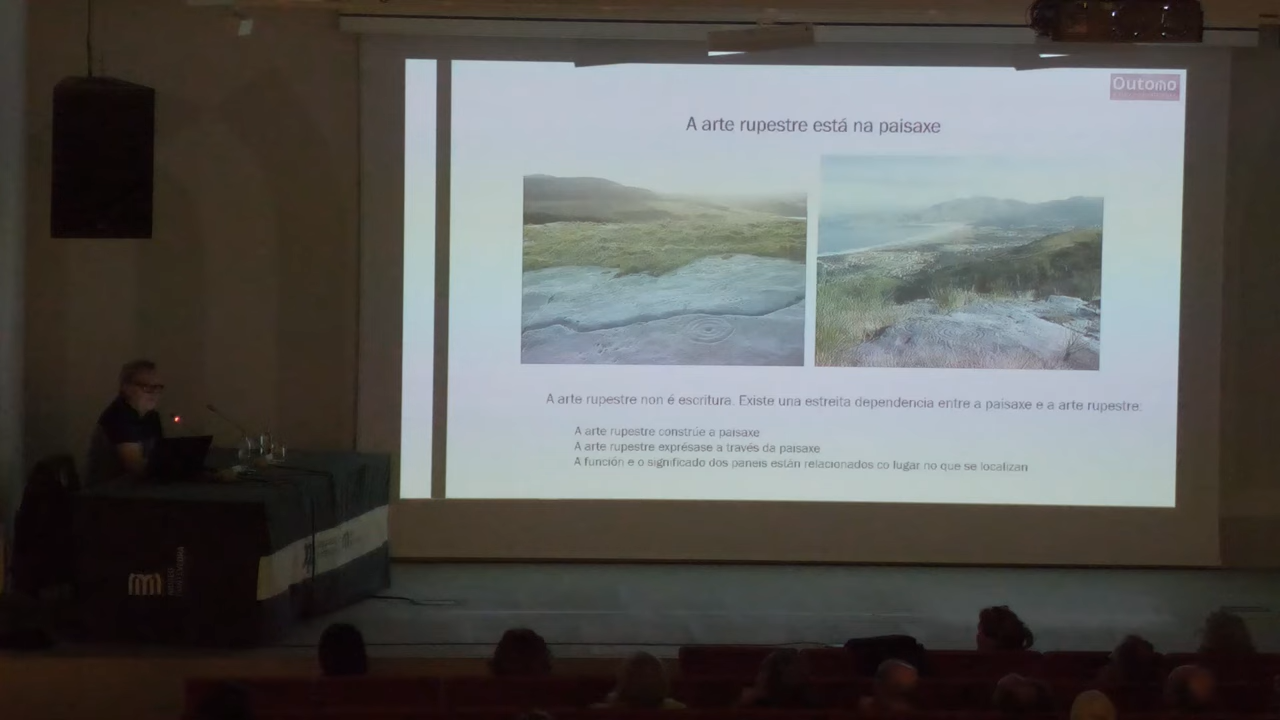 Outomo
A arte rupestre está na paisaxe
A arte rupestre non é escritura. Existe una estreita dependencia entre a paisaxe e a arte rupestre:
A arte rupestre constrúe a paisaxe
A arte rupestre exprésase a través da paisaxe
A función e o significado dos paneis están relacionados co lugar no que se localizan